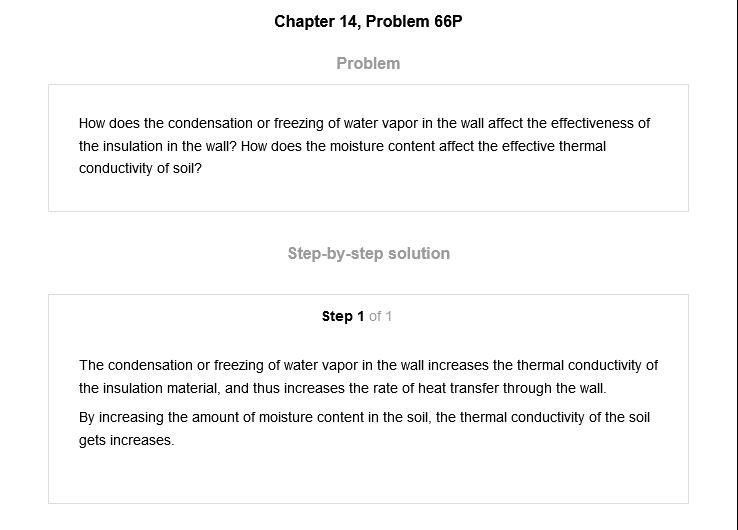 Chapter 14, Problem 66P
Problem
How does the condensation or freezing of water vapor in the wall affect the effectiveness of
the insulation in the wall? How does the moisture content affect the effective thermal
conductivity of soil?
Step-by-step solution
Step 1 of 1
The condensation or freezing of water vapor in the wall increases the thermal conductivity of
the insulation material, and thus increases the rate of heat transfer through the wall.
By increasing the amount of moisture content in the soil, the thermal conductivity of the soil
gets increases.